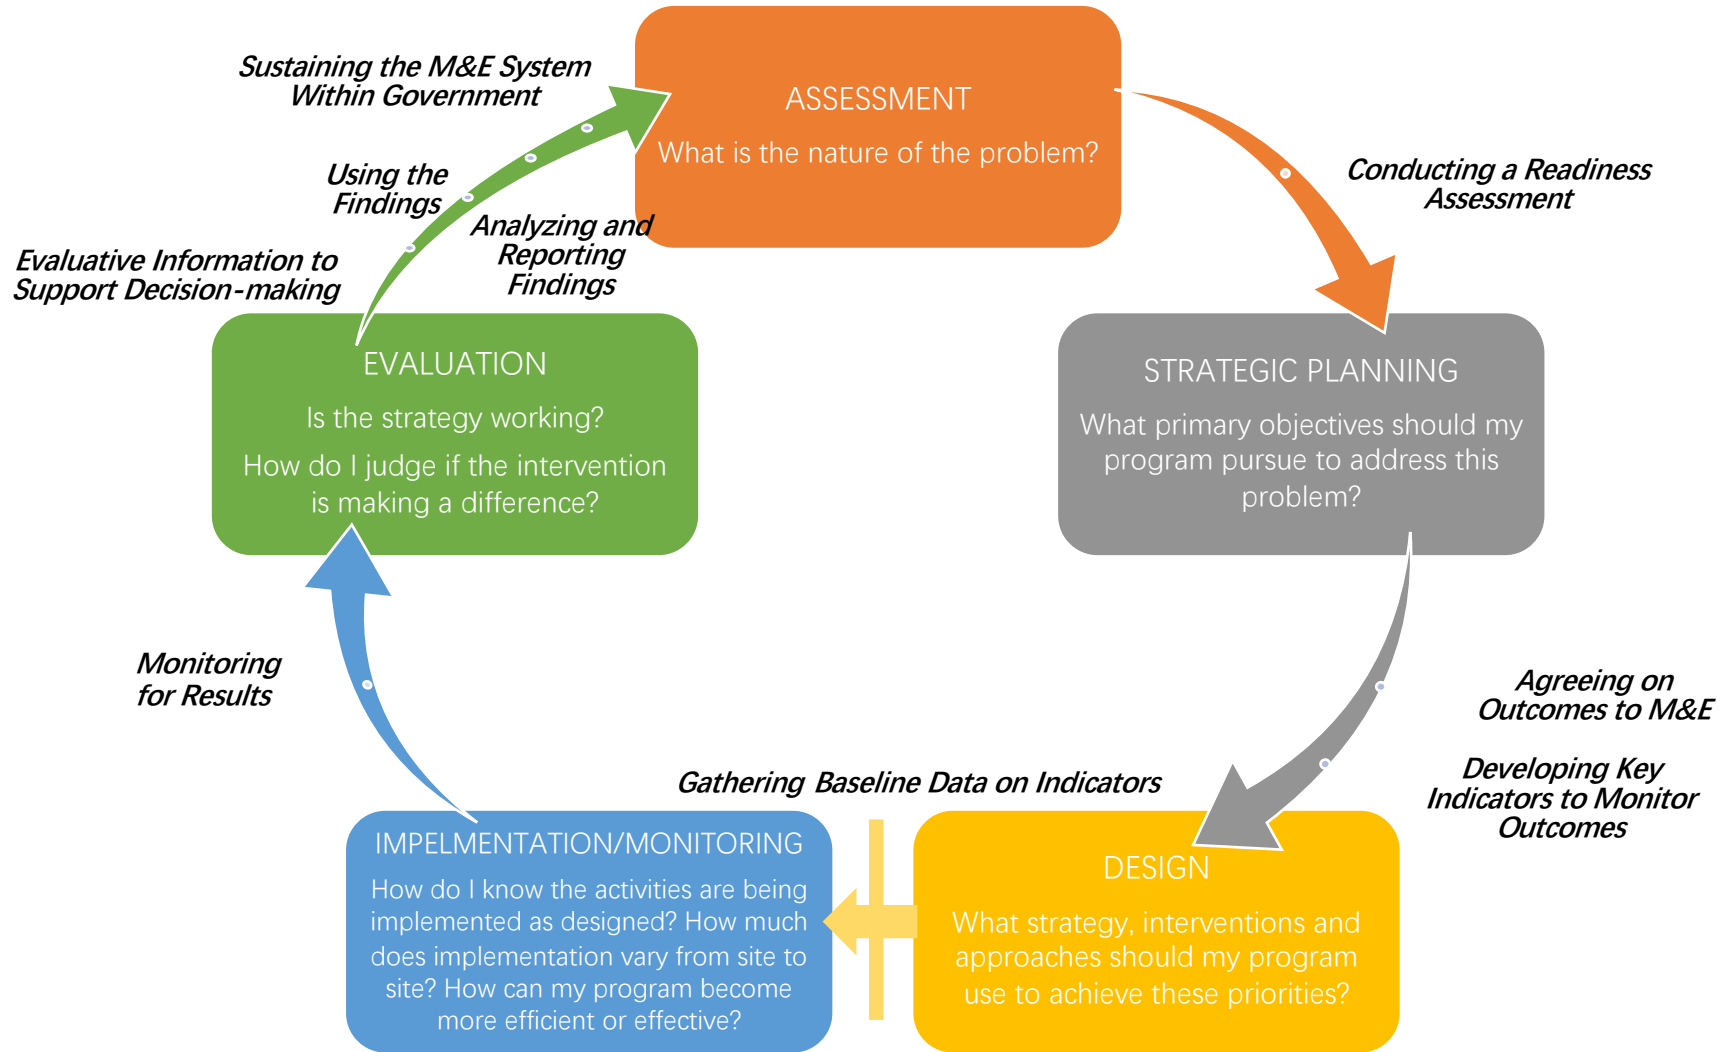 ASSESSMENT
What is the nature of the problem?
Conducting a Readiness
Assessment
STRATEGIC PLANNING
What primary objectives should my
program pursue to address this
problem?
Agreeing on
Outcomes to M&E
Developing Key
Indicators to Monitor
Outcomes
DESIGN
What strategy, interventions and
approaches should my program
use to achieve these priorities?
Gathering Baseline Data on Indicators
IMPELMENTATION/MONITORING
How do I know the activities are being
implemented as designed? How much
does implementation vary from site to
site? How can my program become
more efficient or effective?
Monitoring
for Results
EVALUATION
Is the strategy working?
How do I judge if the intervention
is making a difference?
Evaluative Information to
Support Decision-making
Analyzing and
Reporting
Findings
Using the
Findings
Sustaining the M&E System
Within Government